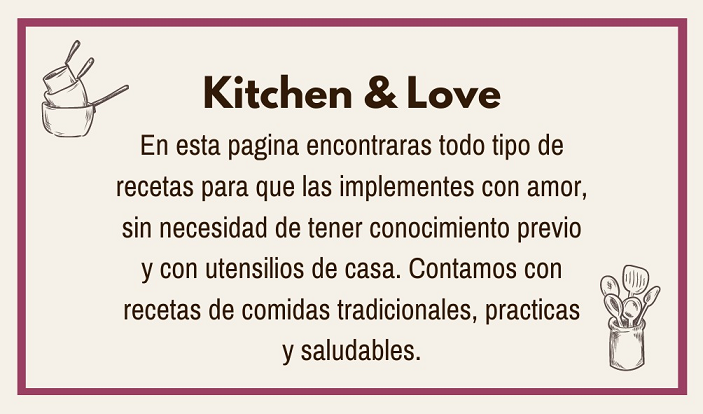 Kitchen & Love
En esta pagina encontraras todo tipo de
recetas para que las implementes con amor,
sin necesidad de tener conocimiento previo
y con utensilios de casa. Contamos con
recetas de comidas tradicionales, practicas
y saludables.